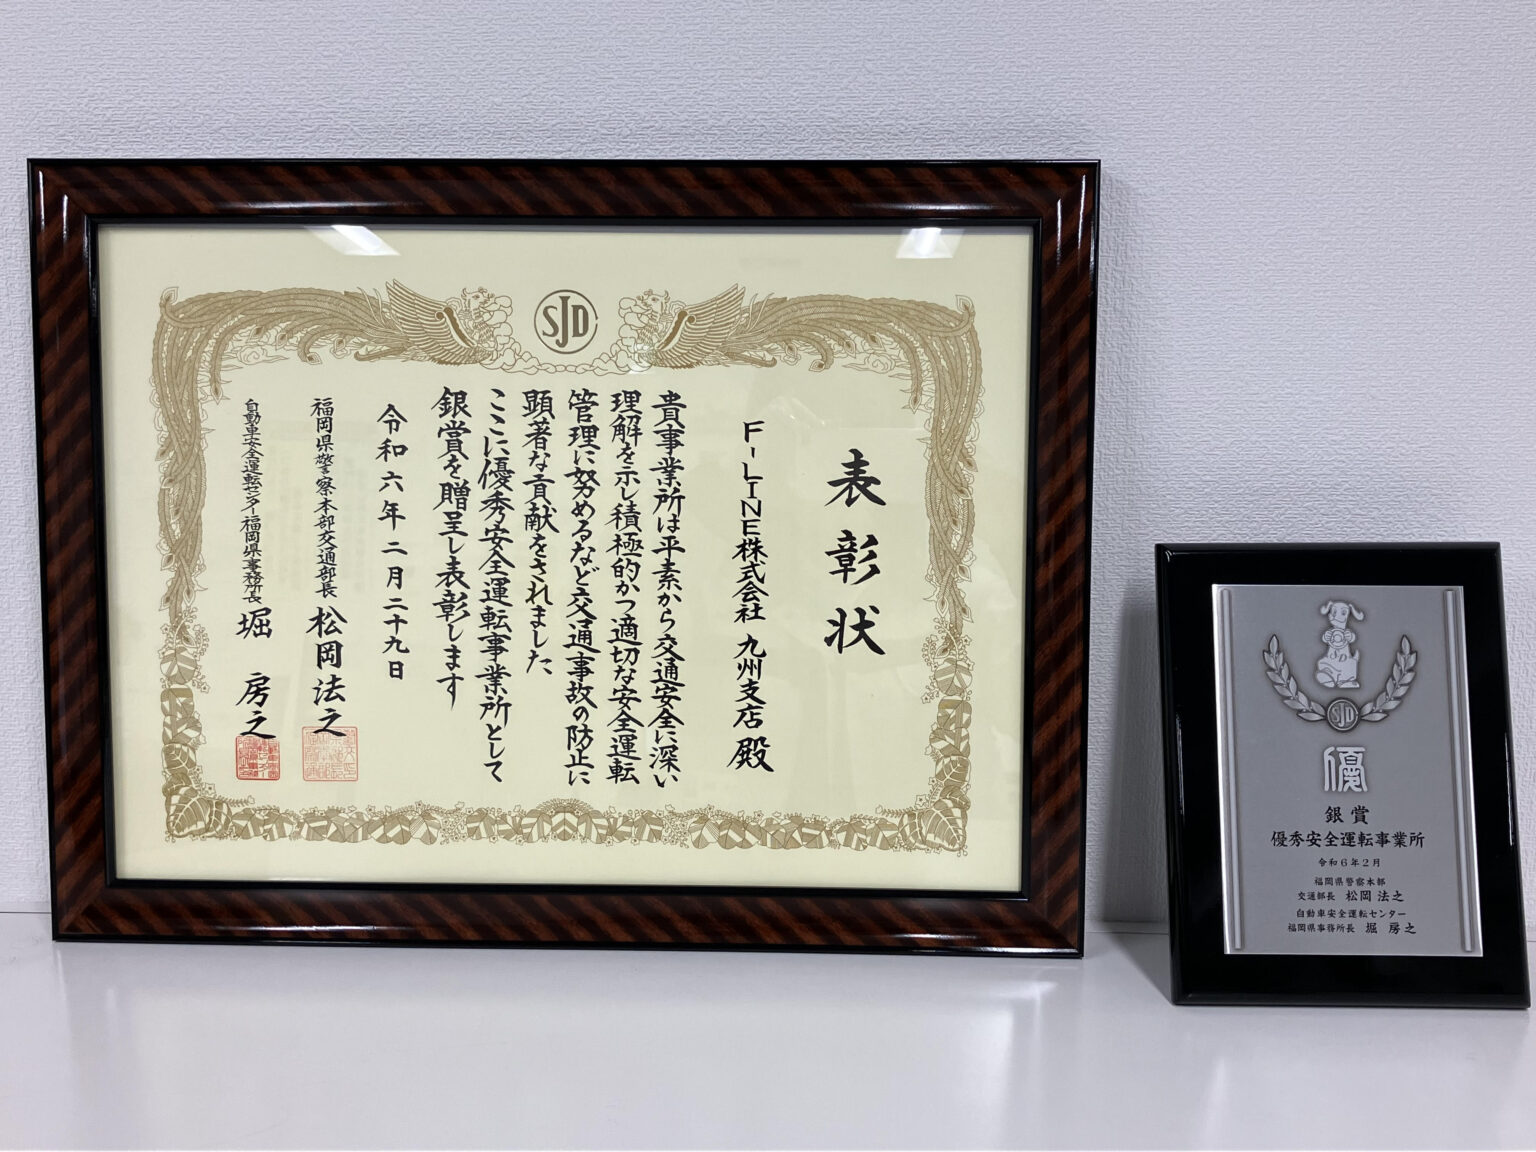 SJD
表彰状
F-LINE株式会社 九州支店 殿
貴事業所は平素から交通安全に深い
理解を示し積極的かつ適切な安全運転
管理に努めるなど交通事故の防止に
顕著な貢献をされました
ここに優秀安全運転事業所として
銀賞を贈呈し表彰します
令和六年二月二十九日
福岡県警察本部交通部長 松岡法之
自動車安全運転センター福岡県事務所長 堀 房之
SD
SJD
優
銀賞
優秀安全運転事業所
令和6年2月
福岡県警察本部
交通部長 松岡 法之
自動車安全運転センター
福岡県事務所長 堀 房之